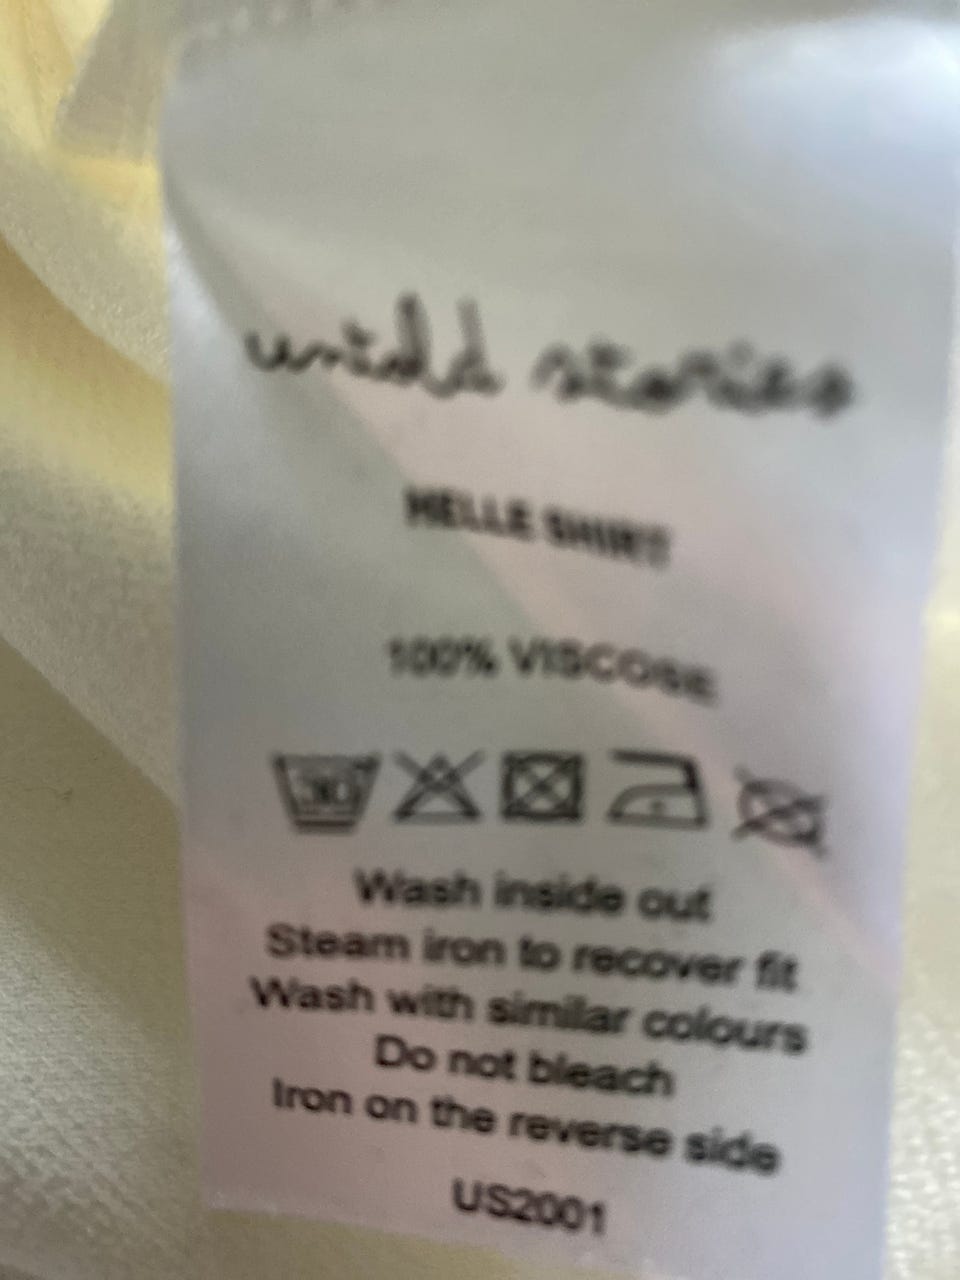 untld stories
HELLE SHIRT
100% VISCOSE
30
Wash inside out
Steam iron to recover fit
Wash with similar colours
Do not bleach
Iron on the reverse side
US2001